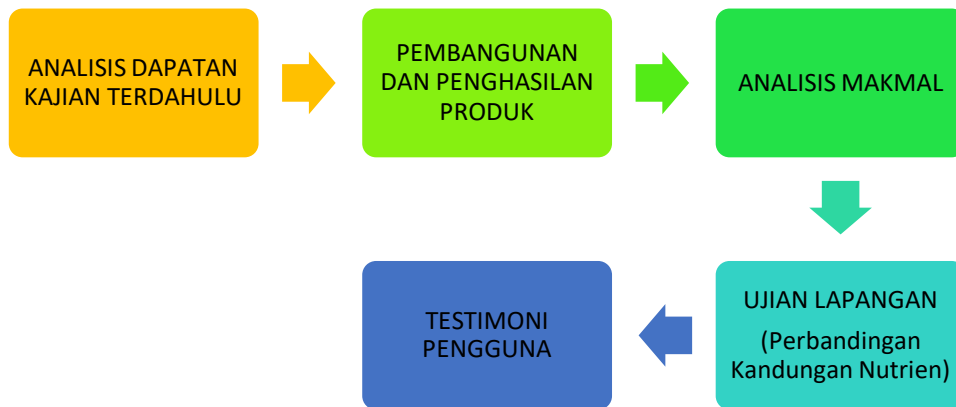 ANALISIS DAPATAN
KAJIAN TERDAHULU
PEMBANGUNAN
DAN PENGHASILAN
PRODUK
ANALISIS MAKMAL
UJIAN LAPANGAN
(Perbandingan
Kandungan Nutrien)
TESTIMONI
PENGGUNA